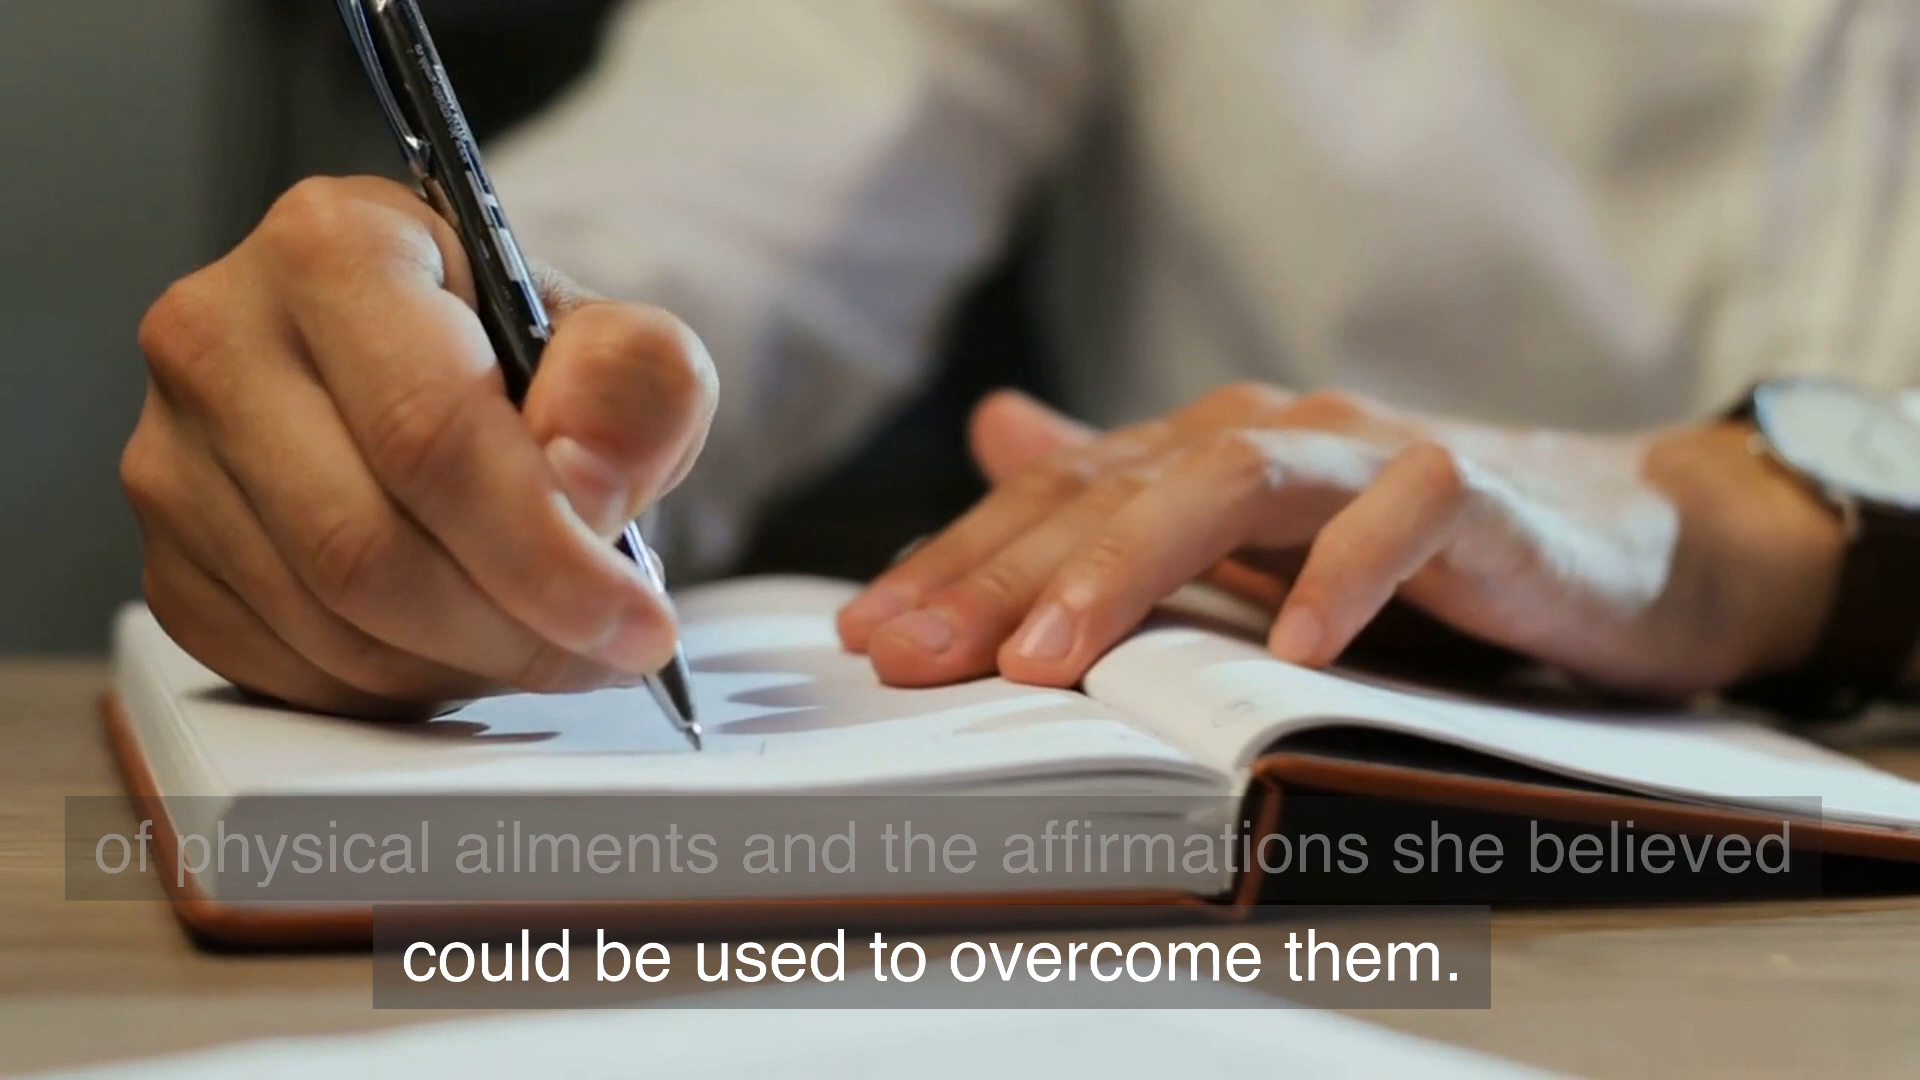 of physical ailments and the affirmations she believed
could be used to overcome them.